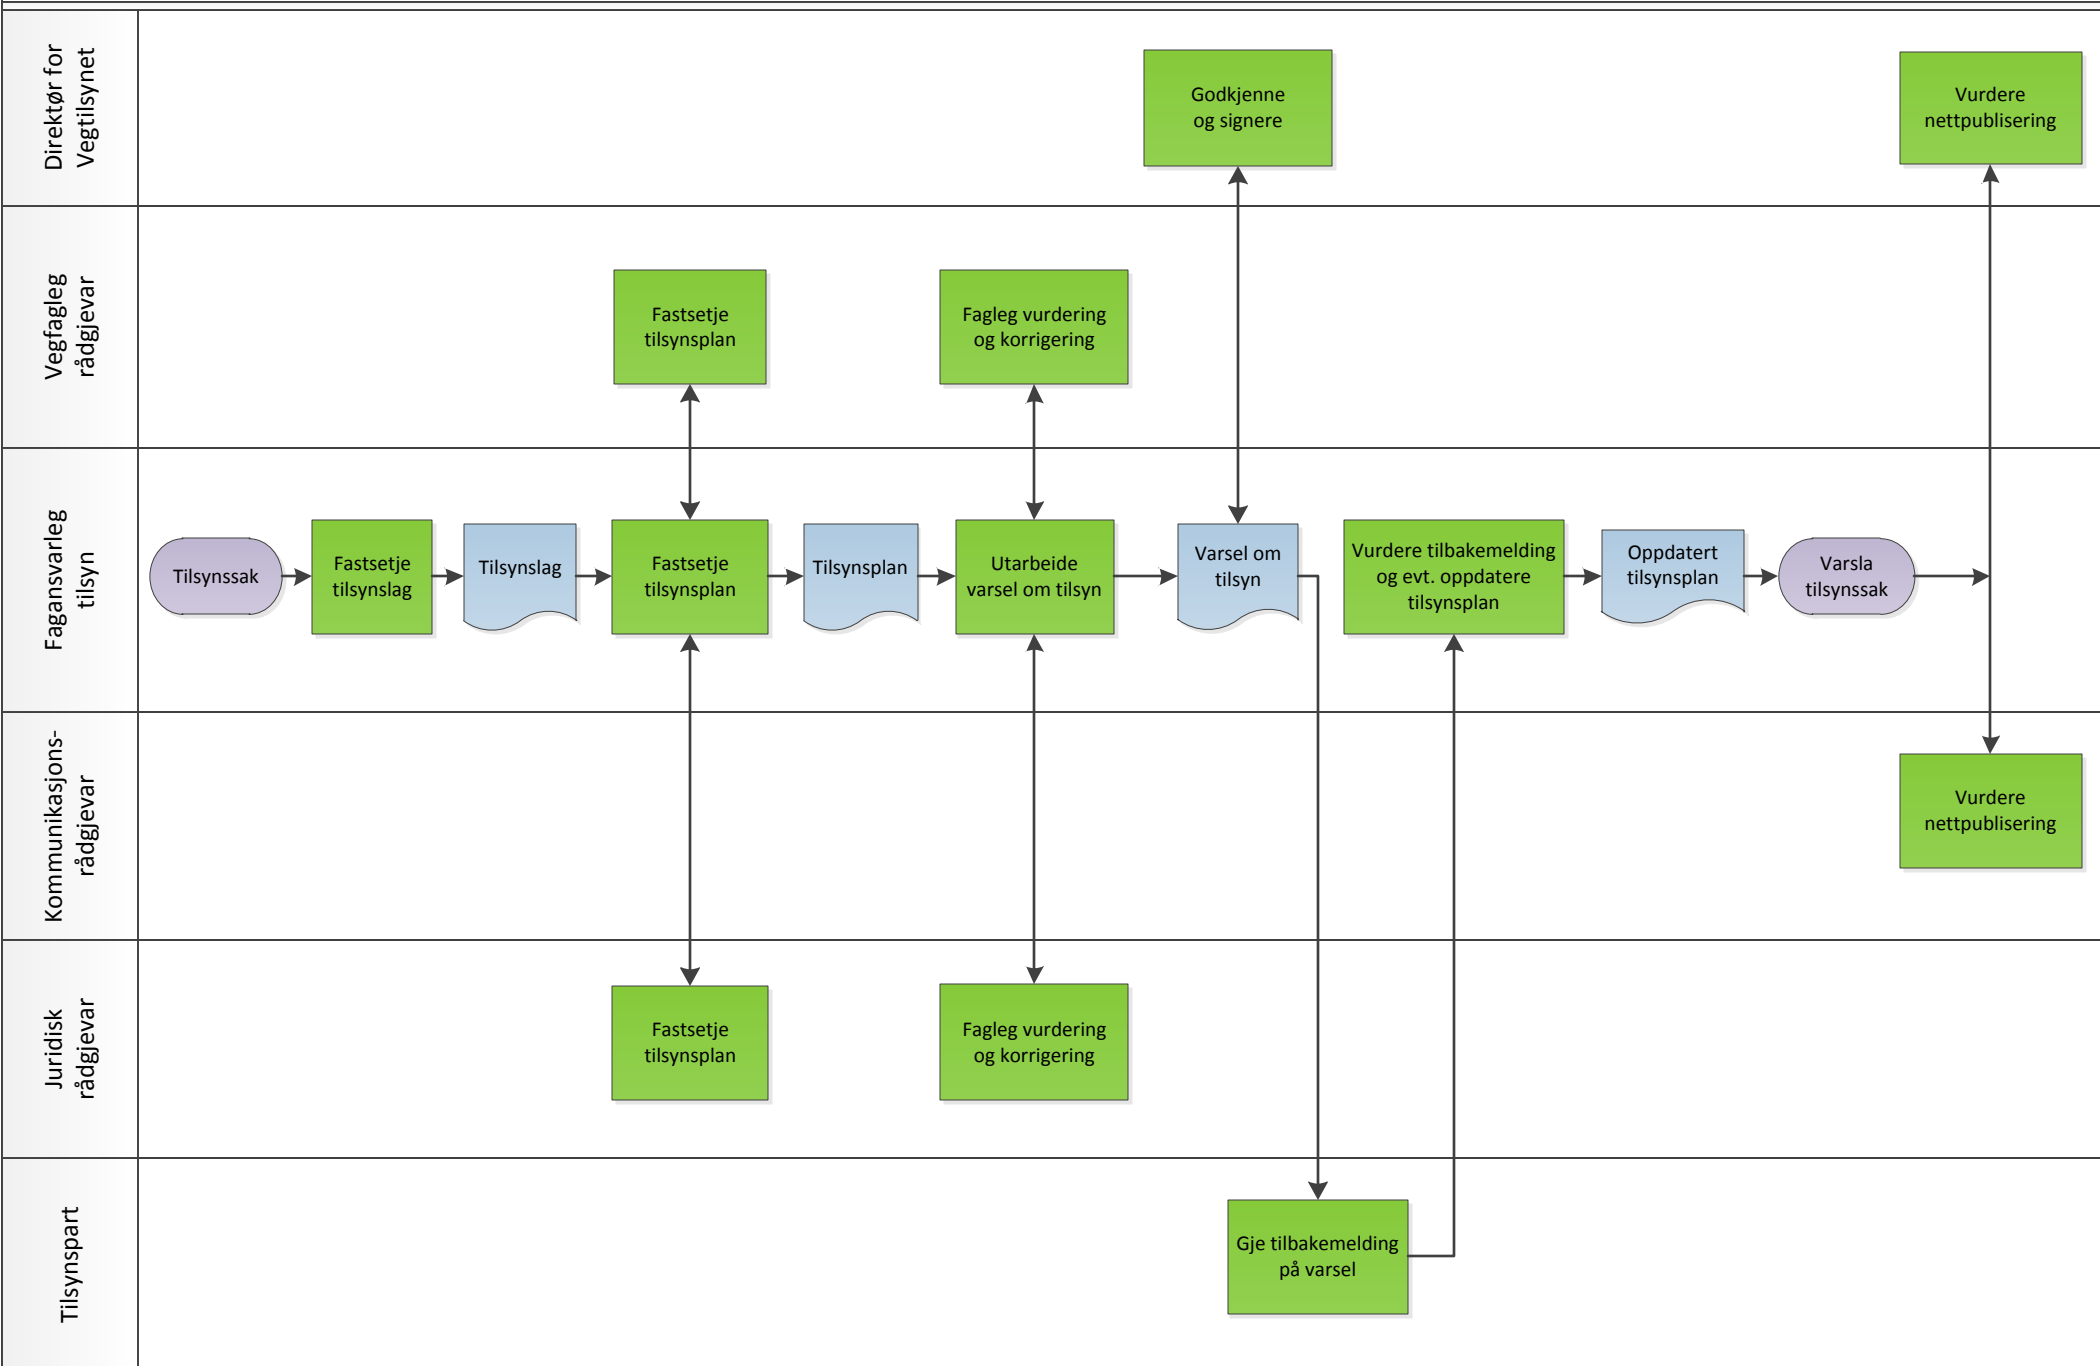 Direktør for
Vegtilsynet
Godkjenne
og signere
Vurdere
nettpublisering
Vegfagleg
rådgjevar
Fastsetje
tilsynsplan
Fagleg vurdering
og korrigering
Fagansvarleg
tilsyn
Tilsynssak
Fastsetje
tilsynslag
Tilsynslag
Fastsetje
tilsynsplan
Tilsynsplan
Utarbeide
varsel om tilsyn
Varsel om
tilsyn
Vurdere tilbakemelding
og evt. oppdatere
tilsynsplan
Oppdatert
tilsynsplan
Varsla
tilsynssak
Kommunikasjons-
rådgjevar
Vurdere
nettpublisering
Juridisk
rådgjevar
Fastsetje
tilsynsplan
Fagleg vurdering
og korrigering
Tilsynspart
Gje tilbakemelding
på varsel